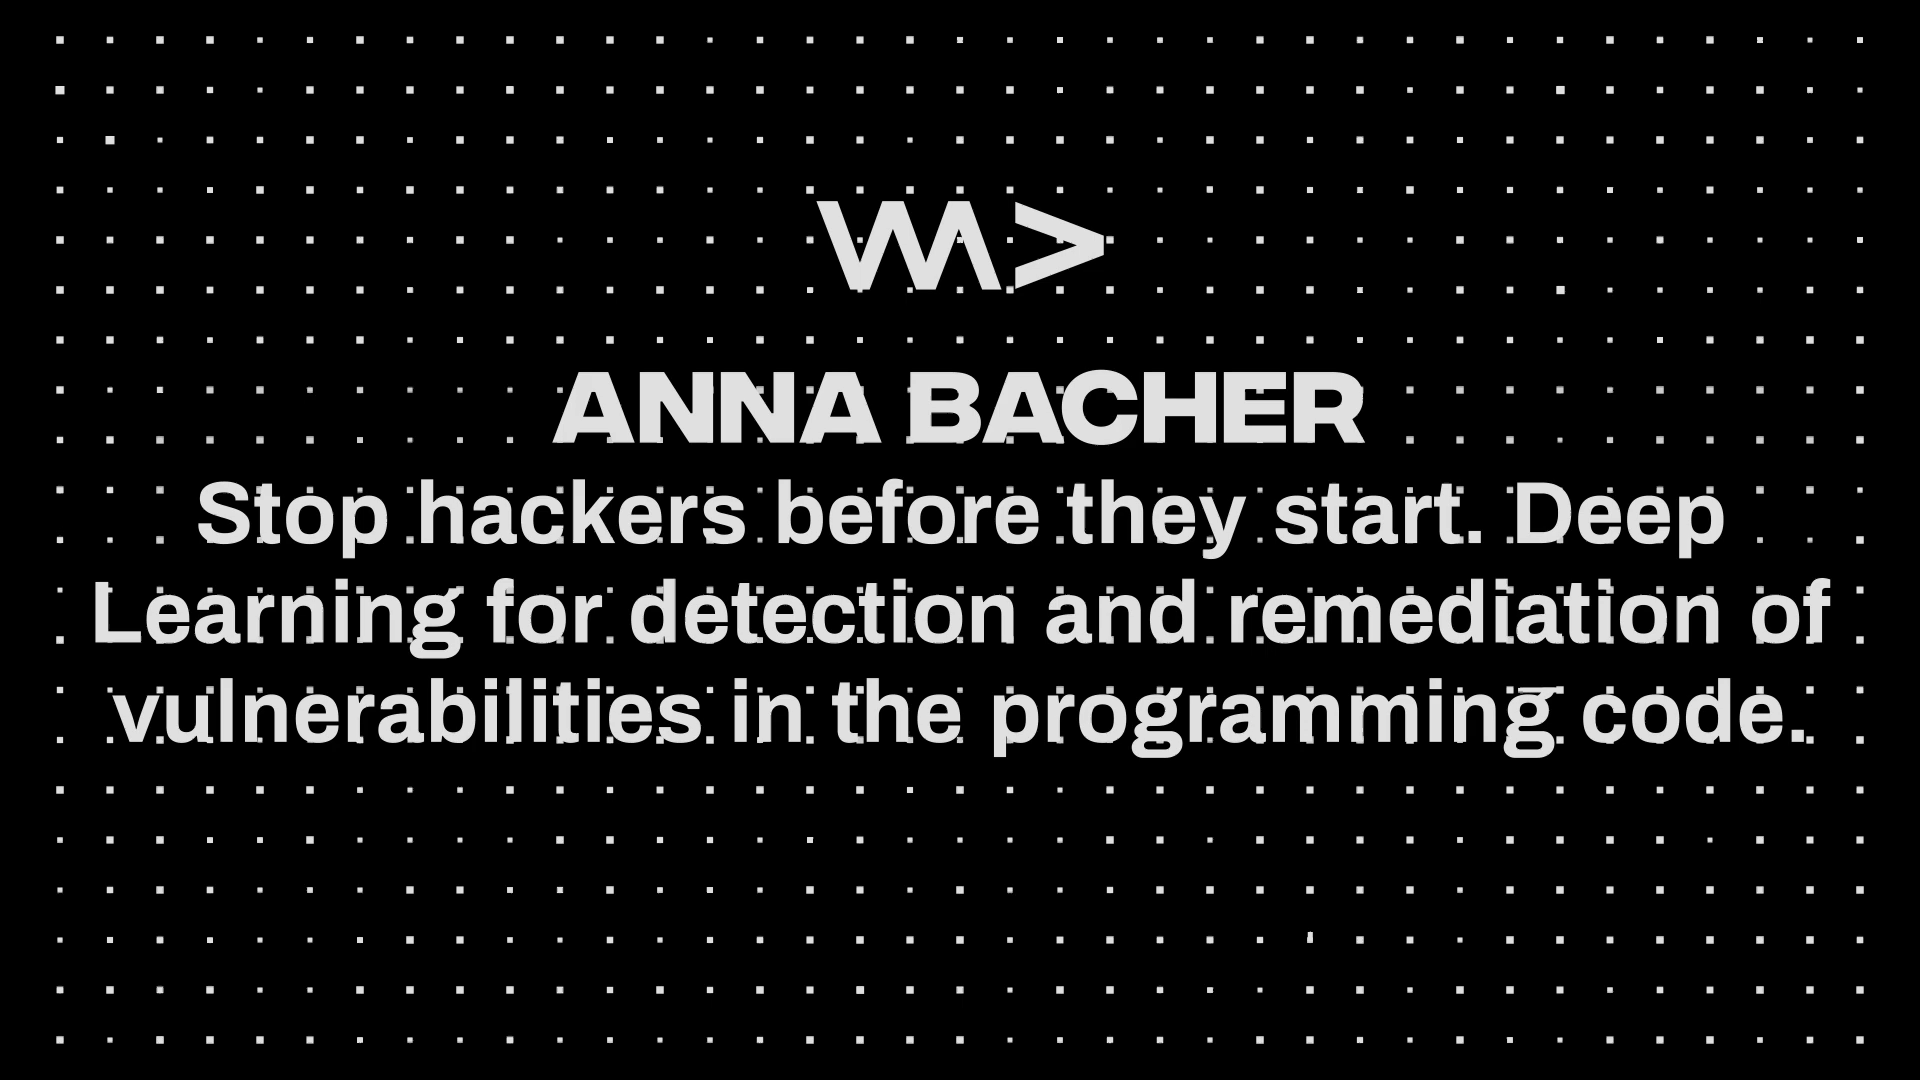 WA>
ANNA BACHER
Stop hackers before they start. Deep
Learning for detection and remediation of
vulnerabilities in the programming code.